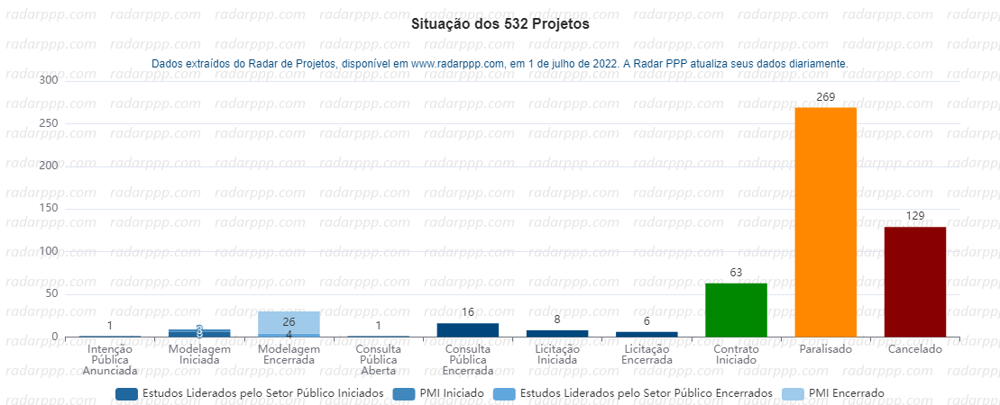 Situação dos 532 Projetos
Dados extraídos do Radar de Projetos, disponível em www.radarppp.com, em 1 de julho de 2022. A Radar PPP atualiza seus dados diariamente.
300
250
200
150
100
50
0
1
26
4
1
16
8
6
63
269
129
Intenção
Pública
Anunciada
Modelagem
Iniciada
Modelagem
Encerrada
Consulta
Pública
Aberta
Consulta
Pública
Encerrada
Licitação
Iniciada
Licitação
Encerrada
Contrato
Iniciado
Paralisado
Cancelado
Estudos Liderados pelo Setor Público Iniciados
PMI Iniciado
Estudos Liderados pelo Setor Público Encerrados
PMI Encerrado
radarppp.com